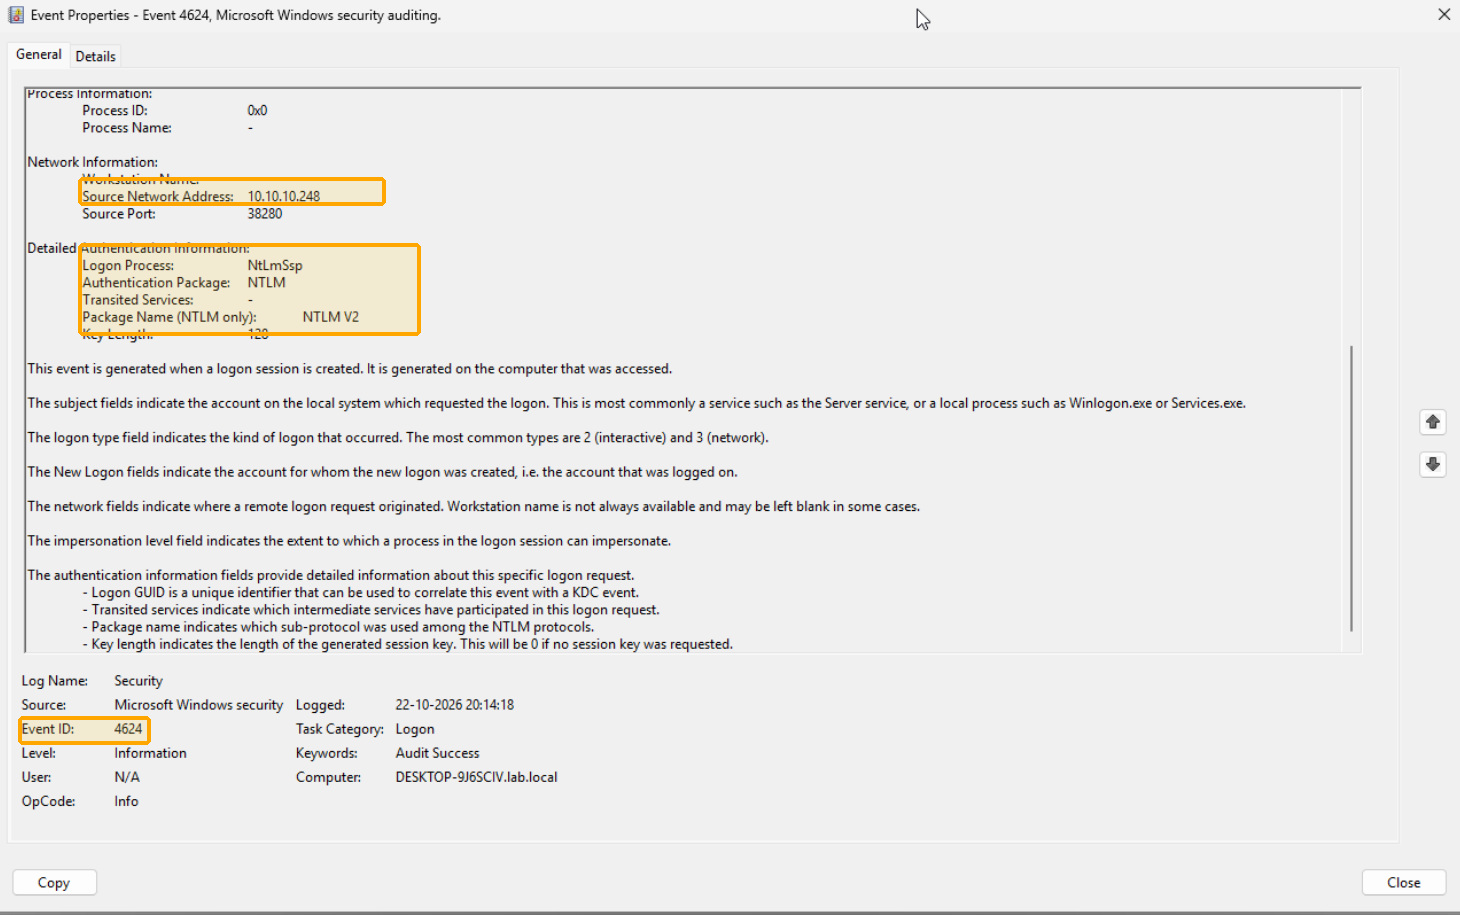 Event Properties - Event 4624, Microsoft Windows security auditing.
General Details
Process Information:
Process ID: 0x0
Process Name: -
Network Information:
Workstation Name:
Source Network Address: 10.10.10.248
Source Port: 38280
Detailed Authentication Information:
Logon Process: NtLmSsp
Authentication Package: NTLM
Transited Services: -
Package Name (NTLM only): NTLM V2
Key Length: 128
This event is generated when a logon session is created. It is generated on the computer that was accessed.
The subject fields indicate the account on the local system which requested the logon. This is most commonly a service such as the Server service, or a local process such as Winlogon.exe or Services.exe.
The logon type field indicates the kind of logon that occurred. The most common types are 2 (interactive) and 3 (network).
The New Logon fields indicate the account for whom the new logon was created, i.e. the account that was logged on.
The network fields indicate where a remote logon request originated. Workstation name is not always available and may be left blank in some cases.
The impersonation level field indicates the extent to which a process in the logon session can impersonate.
The authentication information fields provide detailed information about this specific logon request.
- Logon GUID is a unique identifier that can be used to correlate this event with a KDC event.
- Transited services indicate which intermediate services have participated in this logon request.
- Package name indicates which sub-protocol was used among the NTLM protocols.
- Key length indicates the length of the generated session key. This will be 0 if no session key was requested.
Log Name: Security
Source: Microsoft Windows security Logged: 22-10-2026 20:14:18
Event ID: 4624 Task Category: Logon
Level: Information Keywords: Audit Success
User: N/A Computer: DESKTOP-9J6SCIV.lab.local
OpCode: Info
Copy Close